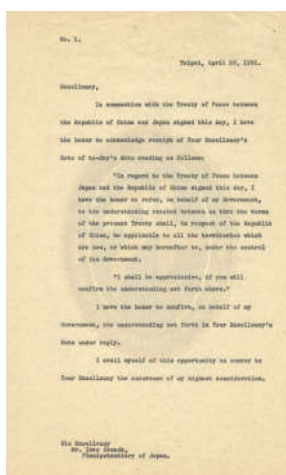 No. 1.
Taipei, April 28, 1952.
Excellency,
In connection with the Treaty of Peace between
the Republic of China and Japan signed this day, I have
the honor to acknowledge receipt of Your Excellency's
Note of to-day's date reading as follows:
"In regard to the Treaty of Peace between
Japan and the Republic of China signed this day, I
have the honor to refer, on behalf of my Government,
to the understanding reached between us that the terms
of the present Treaty shall, in respect of the Republic
of China, be applicable to all the territories which
are now, or which may hereafter be, under the control
of its Government.
"I shall be appreciative, if you will
confirm the understanding set forth above."
I have the honor to confirm, on behalf of my
Government, the understanding set forth in Your Excellency's
Note under reply.
I avail myself of this opportunity to convey to
Your Excellency the assurance of my highest consideration.
His Excellency
Mr. Isao Kawada,
Plenipotentiary of Japan.